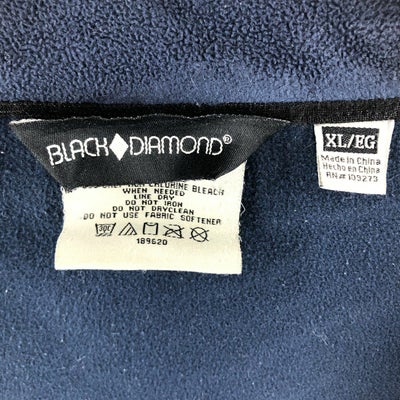 BLACK DIAMOND®
NON CHLORINE BLEACH
WHEN NEEDED
LINE DRY
DO NOT IRON
DO NOT DRYCLEAN
DO NOT USE FABRIC SOFTENER
189620
XL/EG
Made in China
Hecho en China
RN# 109273